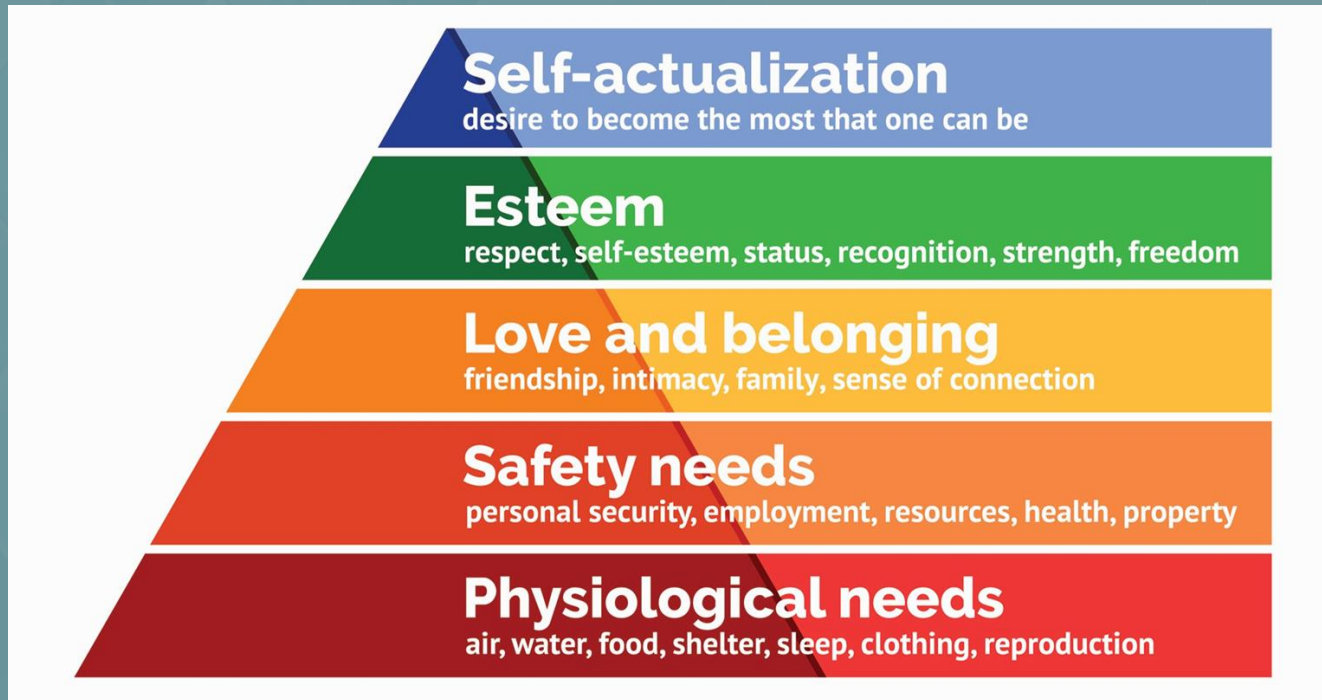 Self-actualization
desire to become the most that one can be
Esteem
respect, self-esteem, status, recognition, strength, freedom
Love and belonging
friendship, intimacy, family, sense of connection
Safety needs
personal security, employment, resources, health, property
Physiological needs
air, water, food, shelter, sleep, clothing, reproduction